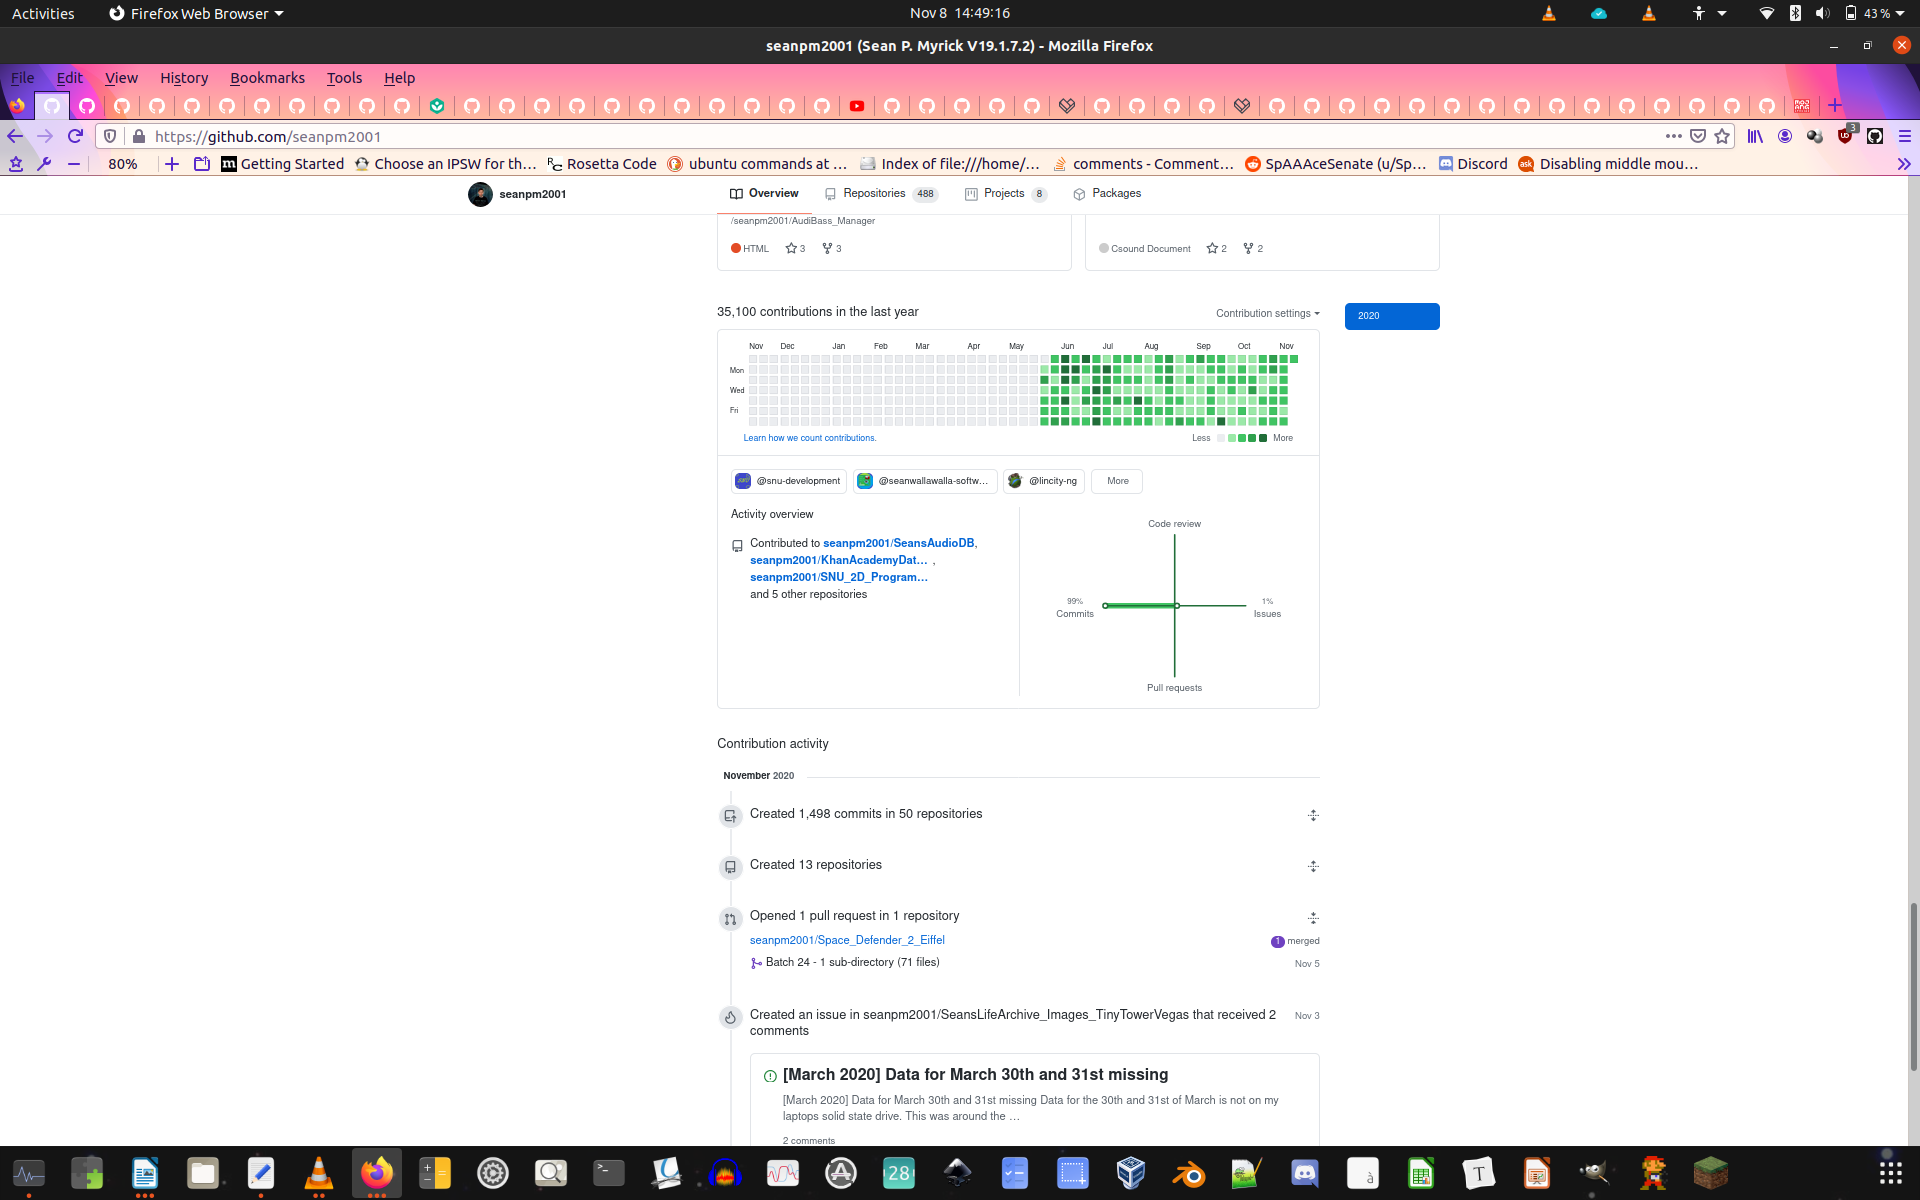 Activities Firefox Web Browser Nov 8 14:49:16 43 %
seanpm2001 (Sean P. Myrick V19.1.7.2) - Mozilla Firefox
File Edit View History Bookmarks Tools Help
https://github.com/seanpm2001 3
80% Getting Started Choose an IPSW for th… Rosetta Code ubuntu commands at … Index of file:///home/… comments - Comment… SpAAAceSenate (u/Sp… Discord Disabling middle mou…
seanpm2001 Overview Repositories 488 Projects 8 Packages
/seanpm2001/AudiBass_Manager
HTML 3 3 Csound Document 2 2
35,100 contributions in the last year Contribution settings 2020
Nov Dec Jan Feb Mar Apr May Jun Jul Aug Sep Oct Nov
Mon
Wed
Fri
Learn how we count contributions. Less More
@snu-development @seanwallawalla-softw… @lincity-ng More
Activity overview
Code review
Contributed to seanpm2001/SeansAudioDB,
seanpm2001/KhanAcademyDat… ,
seanpm2001/SNU_2D_Program…
and 5 other repositories
99% 1%
Commits Issues
Pull requests
Contribution activity
November 2020
Created 1,498 commits in 50 repositories
Created 13 repositories
Opened 1 pull request in 1 repository
seanpm2001/Space_Defender_2_Eiffel 1 merged
Batch 24 - 1 sub-directory (71 files) Nov 5
Created an issue in seanpm2001/SeansLifeArchive_Images_TinyTowerVegas that received 2 Nov 3
comments
[March 2020] Data for March 30th and 31st missing
[March 2020] Data for March 30th and 31st missing Data for the 30th and 31st of March is not on my
laptops solid state drive. This was around the …
2 comments
28